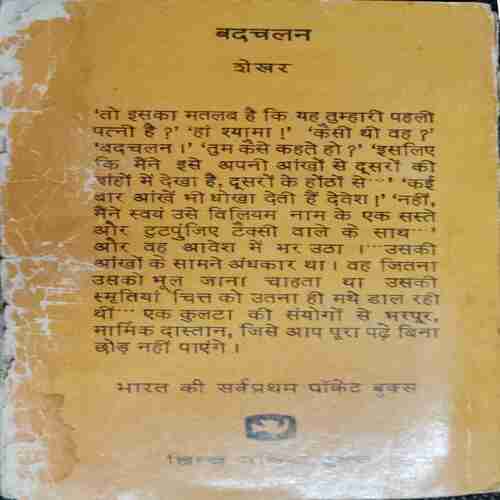 बदचलन
शेखर
'तो इसका मतलब है कि यह तुम्हारी पहली
पत्नी है ?' 'हां श्यामा !' 'कैसी थी वह ?'
'बदचलन ।' 'तुम कैसे कहते हो ?' 'इसलिए
कि मैंने इसे अपनी आंखों से दूसरों की
बांहों में देखा है, दूसरों के होंठों से…' 'कई
बार आंखें भी धोखा देती हैं देवेश !' 'नहीं,
मैंने स्वयं उसे विलियम नाम के एक सस्ते
और टुटपुंजिए टैक्सी वाले के साथ…'
और वह आवेश में भर उठा ।…उसकी
आंखों के सामने अंधकार था । वह जितना
उसको भूल जाना चाहता था उसकी
स्मृतियां चित्त को उतना ही मथे डाल रही
थीं… एक कुलटा की संयोगों से भरपूर,
मार्मिक दास्तान, जिसे आप पूरा पढ़े बिना
छोड़ नहीं पाएंगे ।
भारत की सर्वप्रथम पॉकेट बुक्स
हिन्द पॉकेट बुक्स